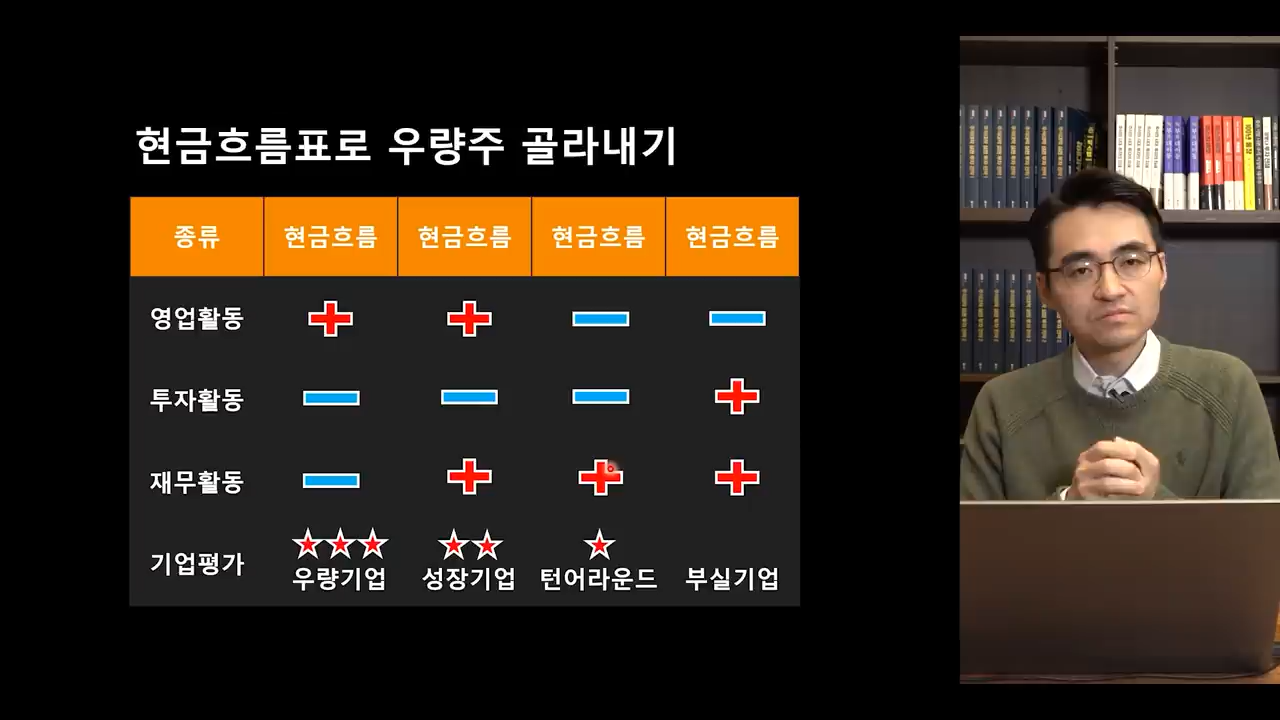 현금흐름표로 우량주 골라내기
종류 현금흐름 현금흐름 현금흐름 현금흐름
영업활동
투자활동
재무활동
기업평가
우량기업 성장기업 턴어라운드 부실기업